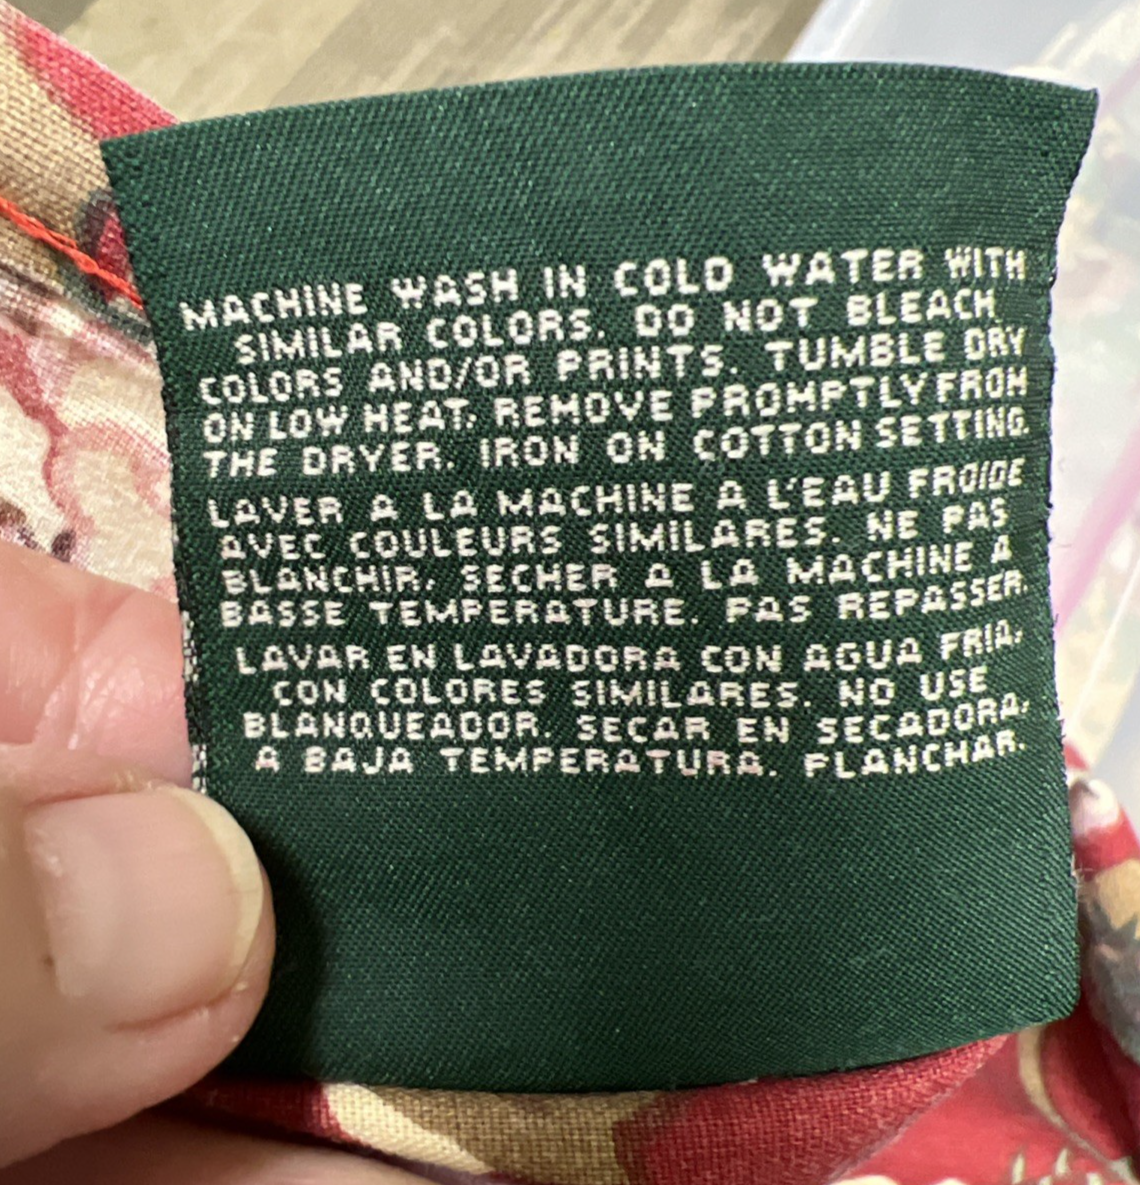 MACHINE WASH IN COLD WATER WITH
SIMILAR COLORS. DO NOT BLEACH
COLORS AND/OR PRINTS. TUMBLE DRY
ON LOW HEAT. REMOVE PROMPTLY FROM
THE DRYER. IRON ON COTTON SETTING.
LAVER A LA MACHINE A L'EAU FROIDE
AVEC COULEURS SIMILARES. NE PAS
BLANCHIR. SECHER A LA MACHINE A
BASSE TEMPERATURE. PAS REPASSER.
LAVAR EN LAVADORA CON AGUA FRIA,
CON COLORES SIMILARES. NO USE
BLANQUEADOR. SECAR EN SECADORA,
A BAJA TEMPERATURA. PLANCHAR.